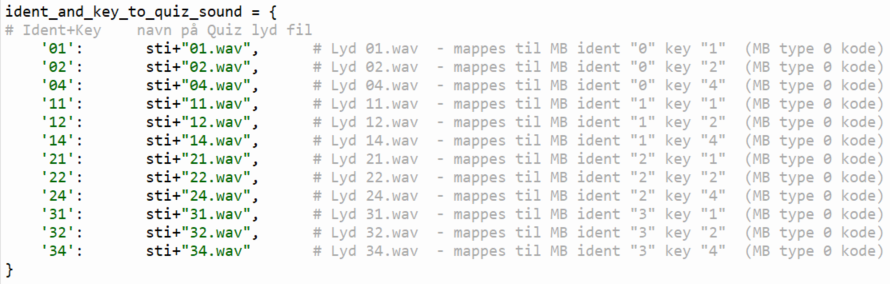 ident_and_key_to_quiz_sound = {
# Ident+Key    navn på Quiz lyd fil
    '01':       sti+"01.wav",      # Lyd 01.wav  - mappes til MB ident "0" key "1"  (MB type 0 kode)
    '02':       sti+"02.wav",      # Lyd 02.wav  - mappes til MB ident "0" key "2"  (MB type 0 kode)
    '04':       sti+"04.wav",      # Lyd 04.wav  - mappes til MB ident "0" key "4"  (MB type 0 kode)
    '11':       sti+"11.wav",      # Lyd 11.wav  - mappes til MB ident "1" key "1"  (MB type 0 kode)
    '12':       sti+"12.wav",      # Lyd 12.wav  - mappes til MB ident "1" key "2"  (MB type 0 kode)
    '14':       sti+"14.wav",      # Lyd 14.wav  - mappes til MB ident "1" key "4"  (MB type 0 kode)
    '21':       sti+"21.wav",      # Lyd 21.wav  - mappes til MB ident "2" key "1"  (MB type 0 kode)
    '22':       sti+"22.wav",      # Lyd 22.wav  - mappes til MB ident "2" key "2"  (MB type 0 kode)
    '24':       sti+"24.wav",      # Lyd 24.wav  - mappes til MB ident "2" key "4"  (MB type 0 kode)
    '31':       sti+"31.wav",      # Lyd 31.wav  - mappes til MB ident "3" key "1"  (MB type 0 kode)
    '32':       sti+"32.wav",      # Lyd 32.wav  - mappes til MB ident "3" key "2"  (MB type 0 kode)
    '34':       sti+"34.wav",      # Lyd 34.wav  - mappes til MB ident "3" key "4"  (MB type 0 kode)
}